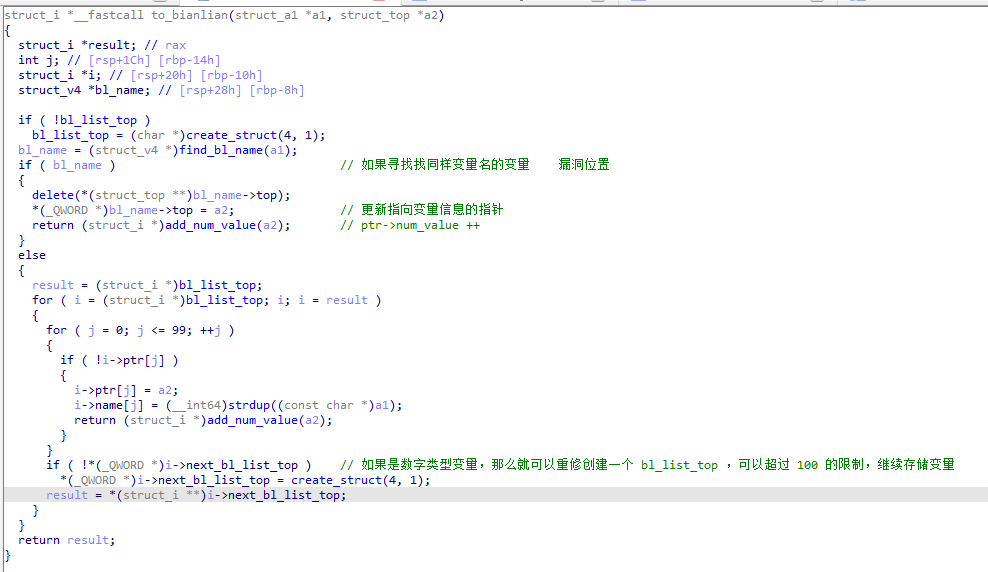 struct_i *__fastcall to_bianlian(struct_a1 *a1, struct_top *a2)
{
  struct_i *result; // rax
  int j; // [rsp+1Ch] [rbp-14h]
  struct_i *i; // [rsp+20h] [rbp-10h]
  struct_v4 *bl_name; // [rsp+28h] [rbp-8h]

  if ( !bl_list_top )
    bl_list_top = (char *)create_struct(4, 1);
  bl_name = (struct_v4 *)find_bl_name(a1);
  if ( bl_name )                                // 如果寻找找同样变量名的变量    漏洞位置
  {
    delete(*(struct_top **)bl_name->top);
    *(_QWORD *)bl_name->top = a2;               // 更新指向变量信息的指针
    return (struct_i *)add_num_value(a2);       // ptr->num_value ++
  }
  else
  {
    result = (struct_i *)bl_list_top;
    for ( i = (struct_i *)bl_list_top; i; i = result )
    {
      for ( j = 0; j <= 99; ++j )
      {
        if ( !i->ptr[j] )
        {
          i->ptr[j] = a2;
          i->name[j] = (__int64)strdup((const char *)a1);
          return (struct_i *)add_num_value(a2);
        }
      }
      if ( !*(_QWORD *)i->next_bl_list_top )    // 如果是数字类型变量，那么就可以重修创建一个 bl_list_top ，可以超过 100 的限制，继续存储变量
        *(_QWORD *)i->next_bl_list_top = create_struct(4, 1);
      result = *(struct_i **)i->next_bl_list_top;
    }
  }
  return result;
}